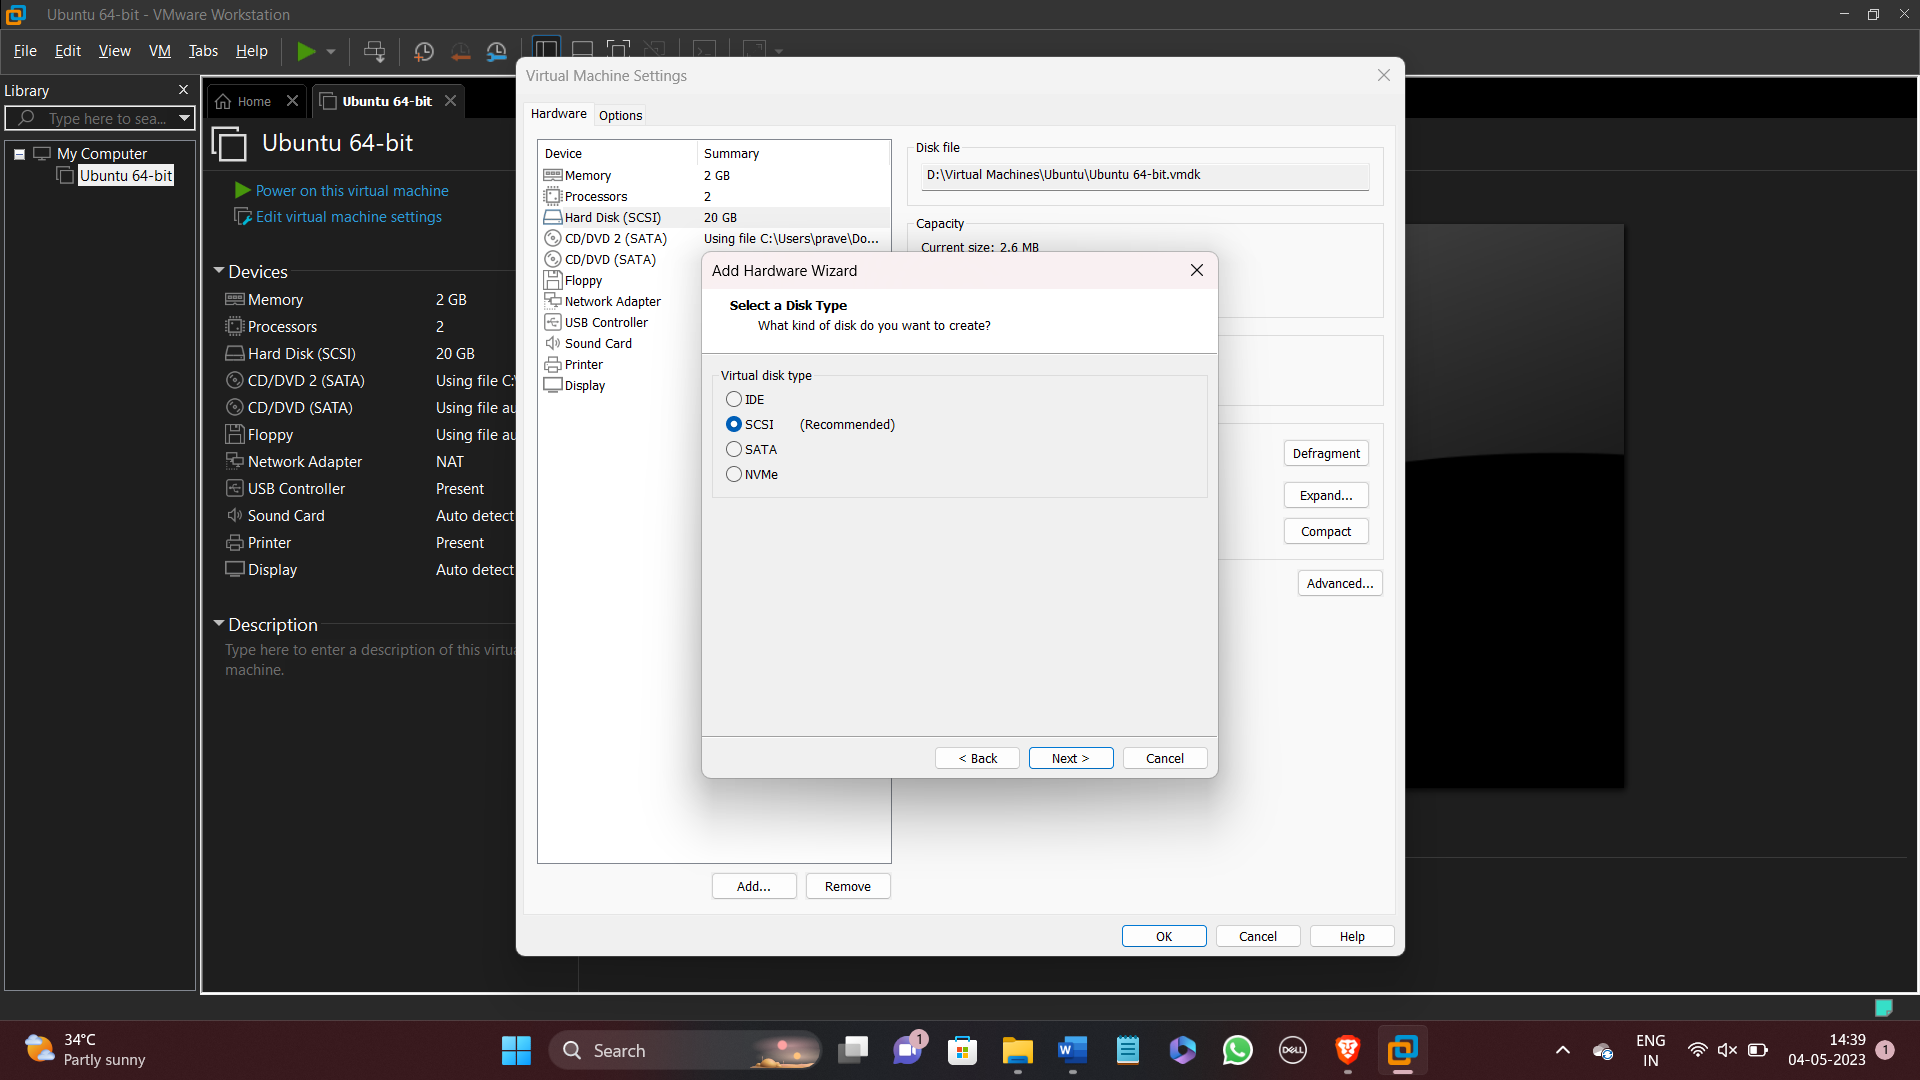 Ubuntu 64-bit - VMware Workstation
File Edit View VM Tabs Help
Library
Type here to sea...
My Computer
Ubuntu 64-bit
Home
Ubuntu 64-bit
Ubuntu 64-bit
Power on this virtual machine
Edit virtual machine settings
Devices
Memory 2 GB
Processors 2
Hard Disk (SCSI) 20 GB
CD/DVD 2 (SATA) Using file C:\
CD/DVD (SATA) Using file au
Floppy Using file au
Network Adapter NAT
USB Controller Present
Sound Card Auto detect
Printer Present
Display Auto detect
Description
Type here to enter a description of this virtua
machine.
Virtual Machine Settings
Hardware Options
Device Summary
Memory 2 GB
Processors 2
Hard Disk (SCSI) 20 GB
CD/DVD 2 (SATA) Using file C:\Users\prave\Do...
CD/DVD (SATA)
Floppy
Network Adapter
USB Controller
Sound Card
Printer
Display
Add... Remove
Disk file
D:\Virtual Machines\Ubuntu\Ubuntu 64-bit.vmdk
Capacity
Current size: 2.6 MB
Defragment
Expand...
Compact
Advanced...
OK Cancel Help
Add Hardware Wizard
Select a Disk Type
What kind of disk do you want to create?
Virtual disk type
IDE
SCSI (Recommended)
SATA
NVMe
< Back Next > Cancel
34°C
Partly sunny
Search
1
W
DELL
ENG
IN
14:39
04-05-2023
1